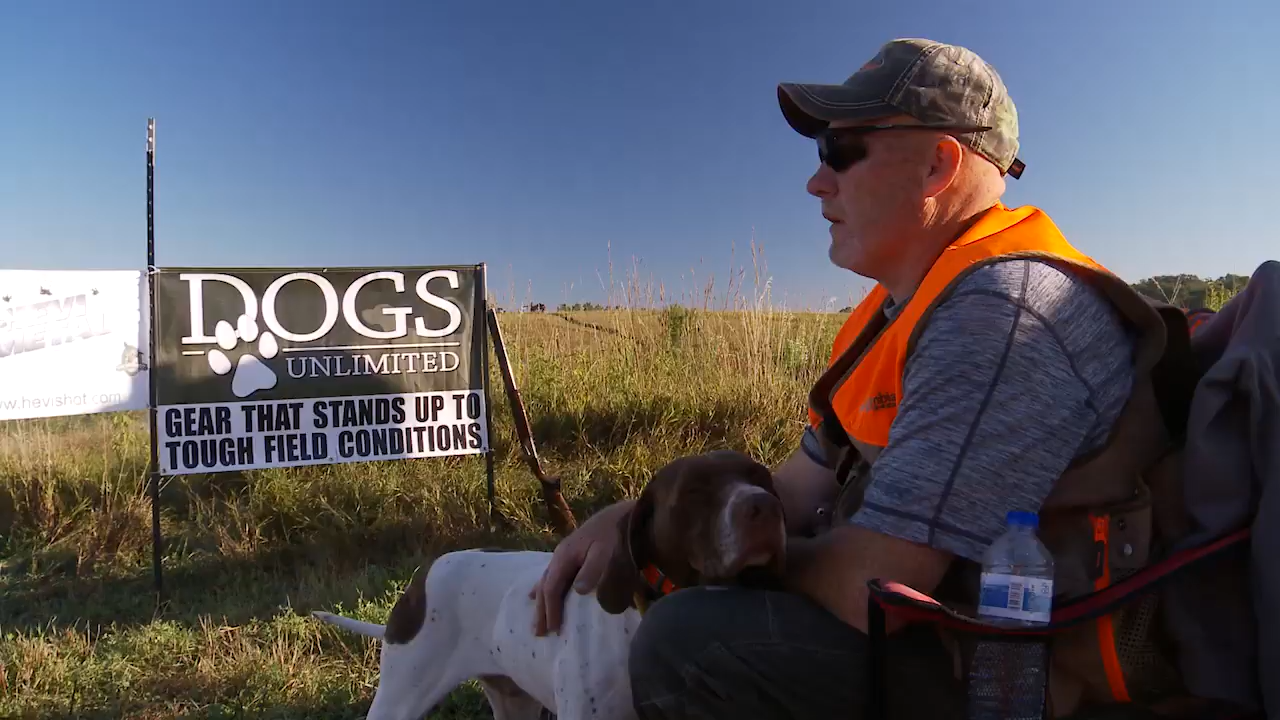 DOGS
UNLIMITED
GEAR THAT STANDS UP TO
TOUGH FIELD CONDITIONS
www.hevishot.com